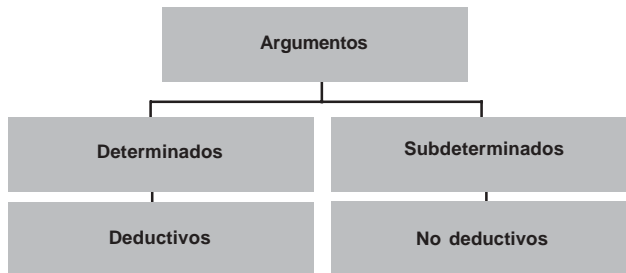 Argumentos
Determinados
Subdeterminados
Deductivos
No deductivos